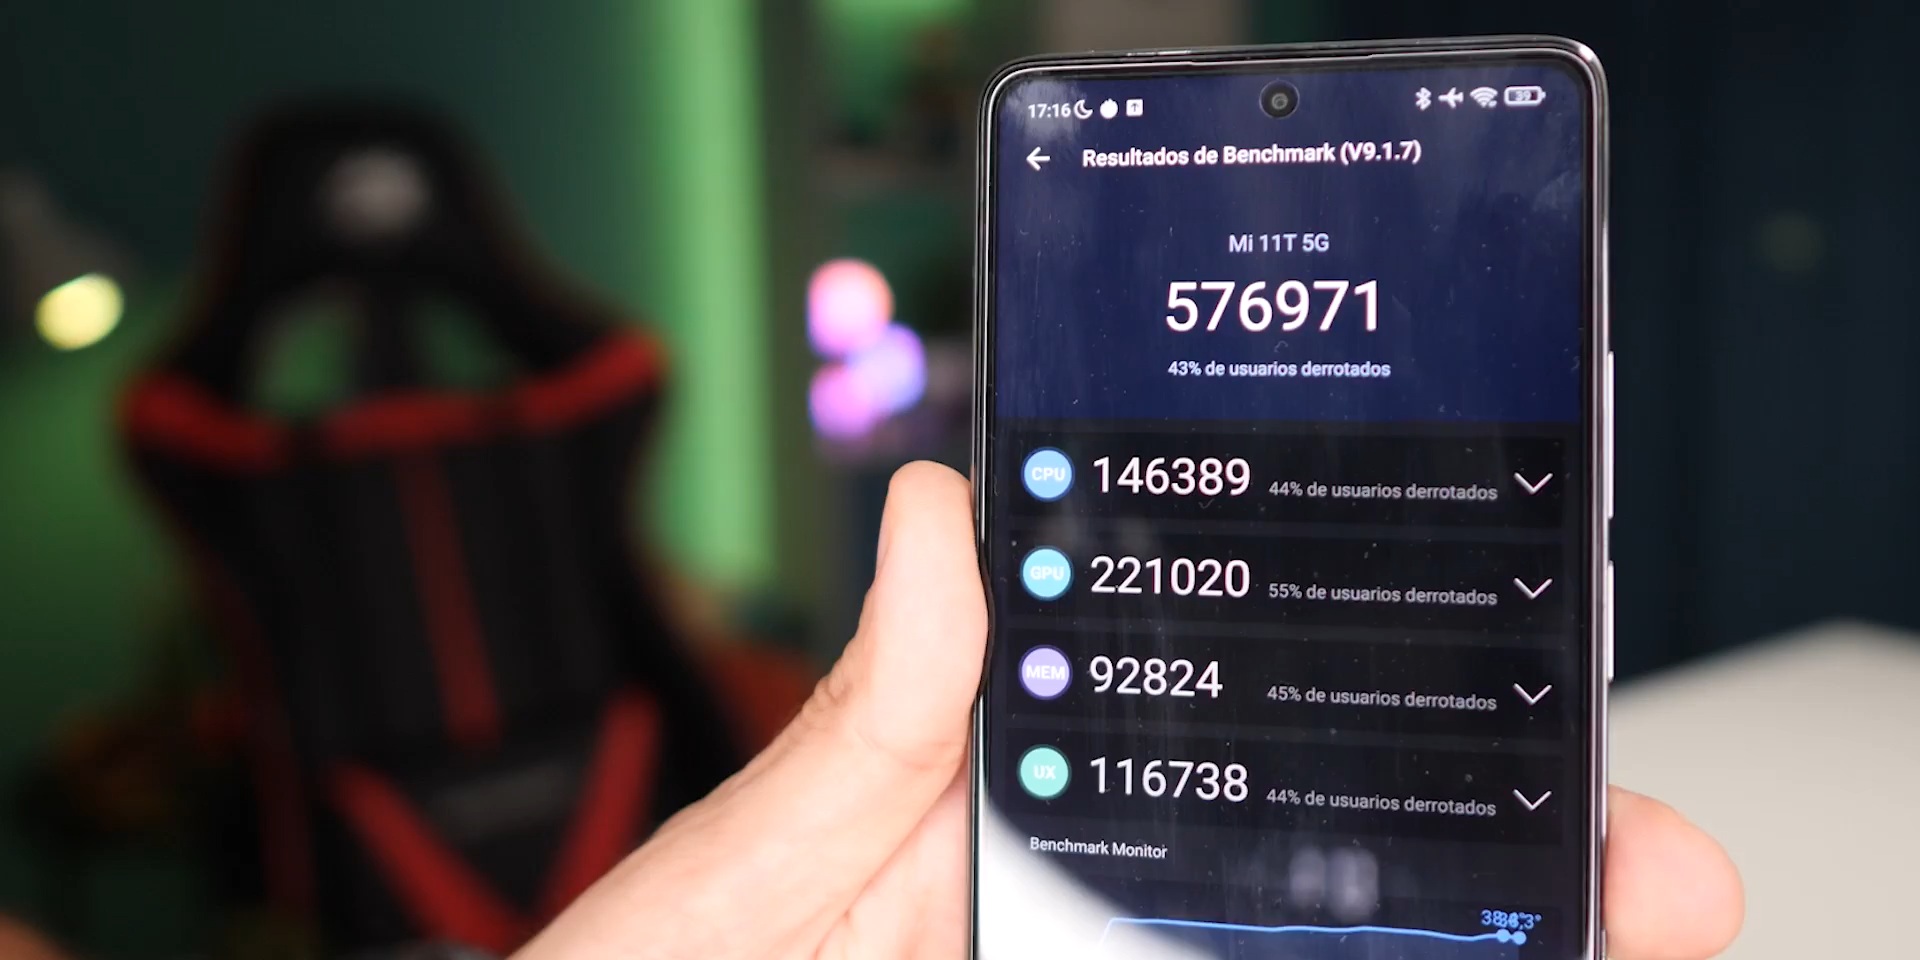 17:16 39
Resultados de Benchmark (V9.1.7)
Mi 11T 5G
576971
43% de usuarios derrotados
CPU 146389 44% de usuarios derrotados
GPU 221020 55% de usuarios derrotados
MEM 92824 45% de usuarios derrotados
UX 116738 44% de usuarios derrotados
Benchmark Monitor